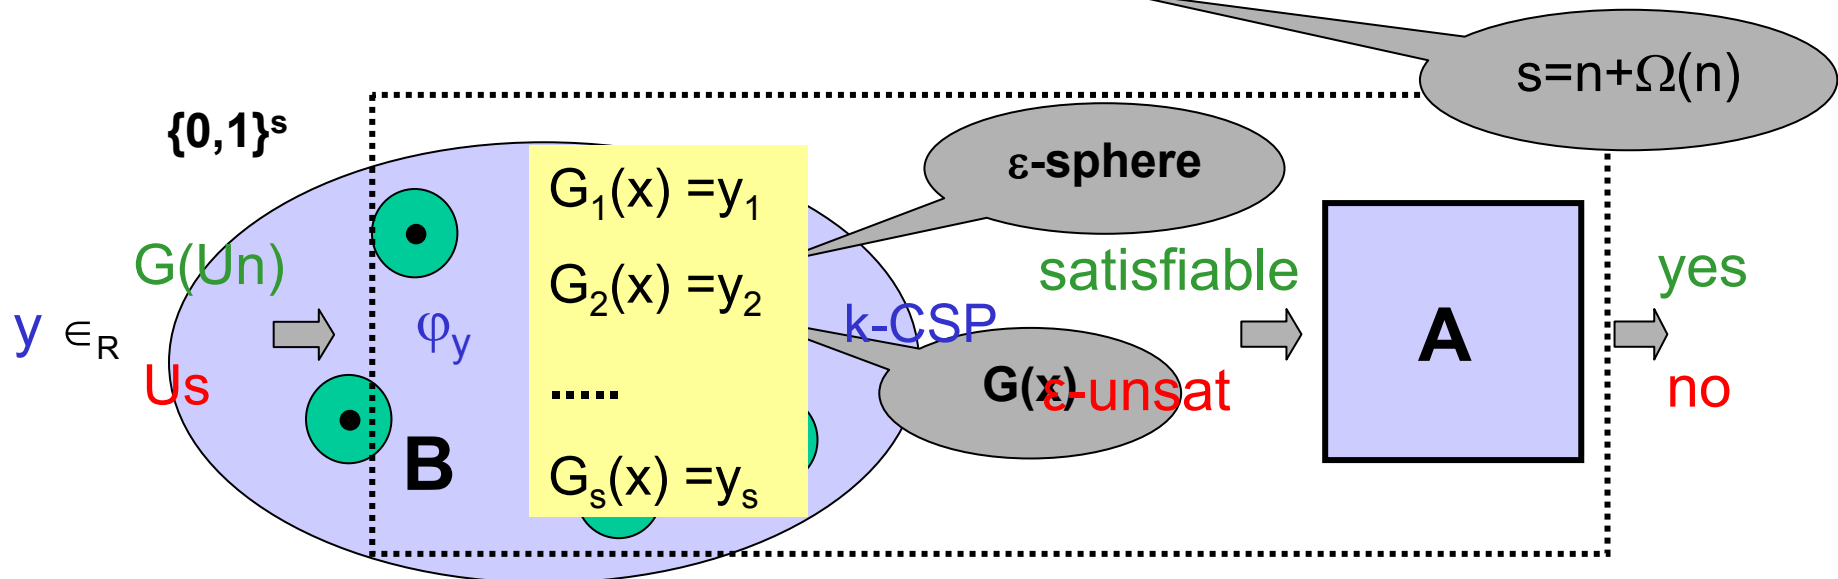 s=n+Ω(n)
{0,1}ˢ
ε-sphere
G₁(x) =y₁
G(Un)
satisfiable
yes
G₂(x) =y₂
y ∈R
φy
k-CSP
A
Us
.....
G(x)
ε-unsat
no
B
Gₛ(x) =yₛ